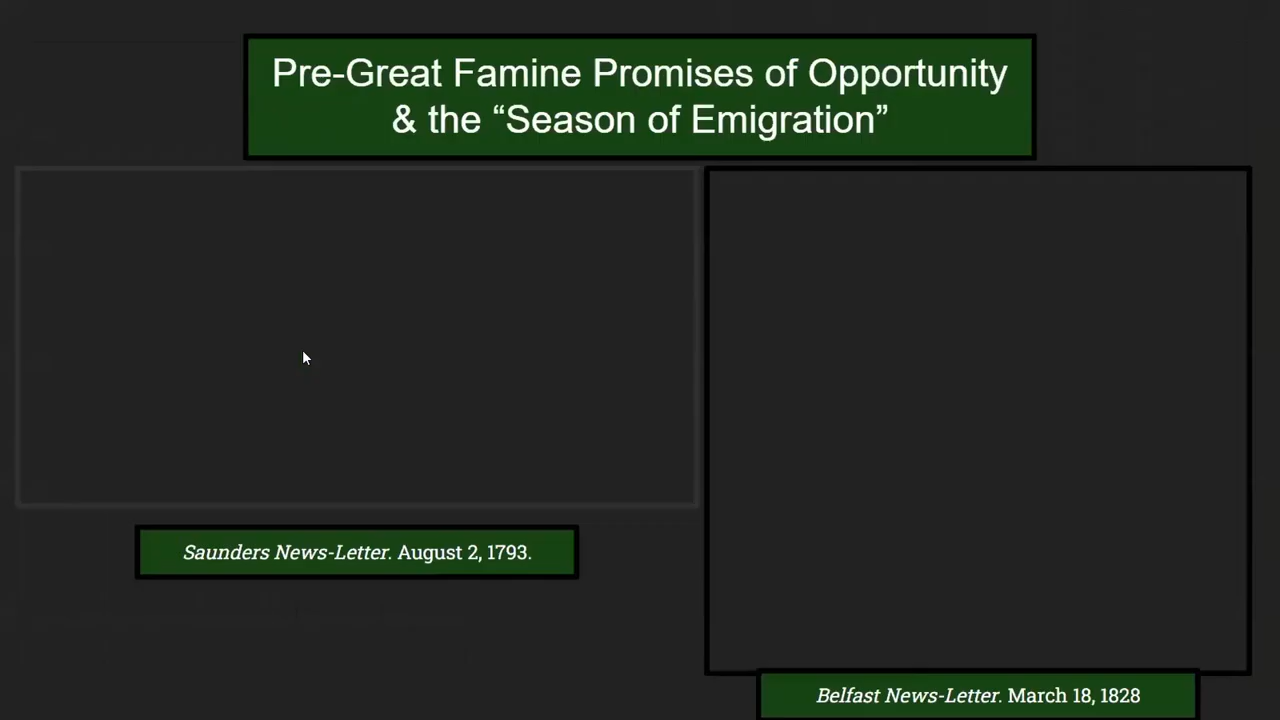 Pre-Great Famine Promises of Opportunity
& the “Season of Emigration”
Saunders News-Letter. August 2, 1793.
Belfast News-Letter. March 18, 1828